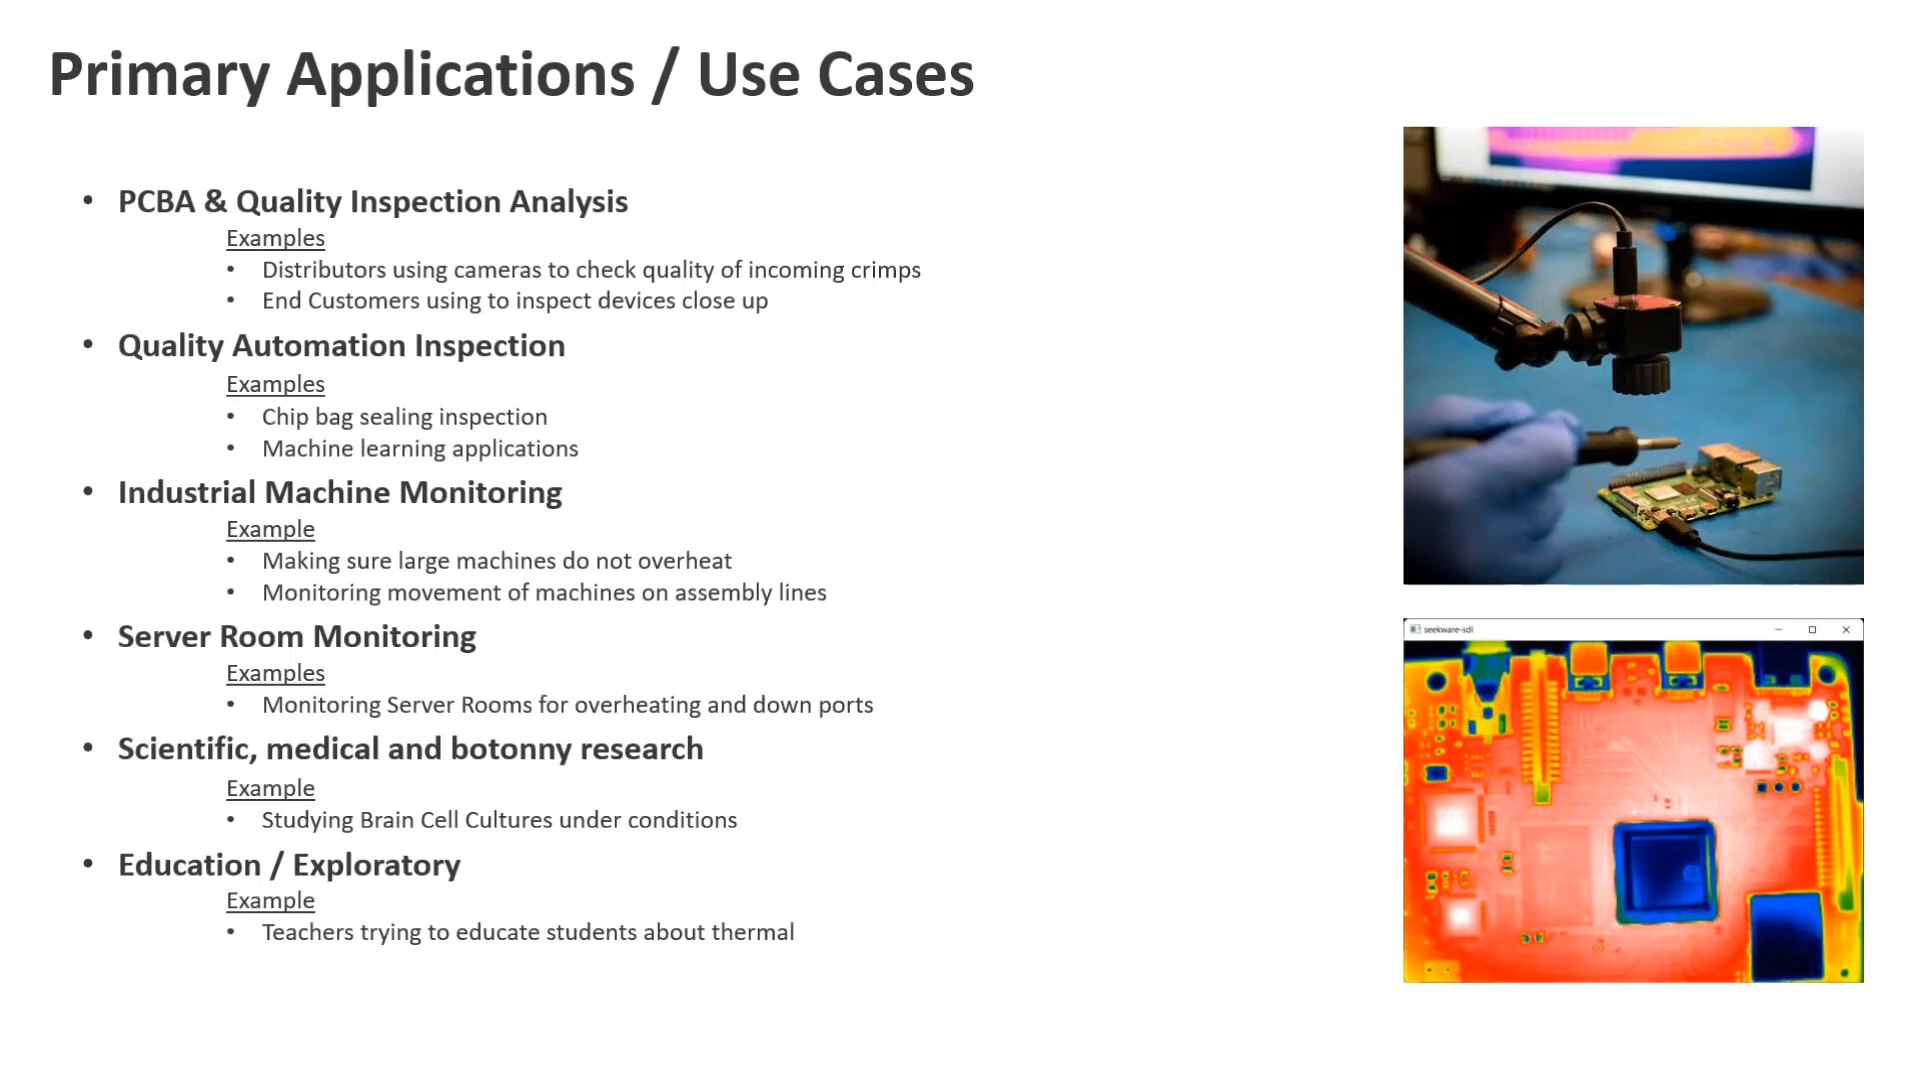 Primary Applications / Use Cases
• PCBA & Quality Inspection Analysis
Examples
• Distributors using cameras to check quality of incoming crimps
• End Customers using to inspect devices close up
• Quality Automation Inspection
Examples
• Chip bag sealing inspection
• Machine learning applications
• Industrial Machine Monitoring
Example
• Making sure large machines do not overheat
• Monitoring movement of machines on assembly lines
• Server Room Monitoring
Examples
• Monitoring Server Rooms for overheating and down ports
• Scientific, medical and botonny research
Example
• Studying Brain Cell Cultures under conditions
• Education / Exploratory
Example
• Teachers trying to educate students about thermal
seekware-sdl